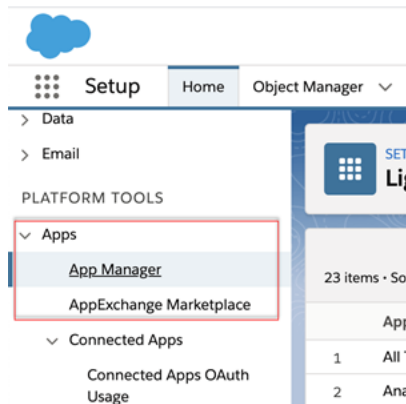 Setup Home Object Manager
Data
Email
PLATFORM TOOLS
Apps
App Manager
AppExchange Marketplace
Connected Apps
Connected Apps OAuth
Usage
23 items •
1 All
2